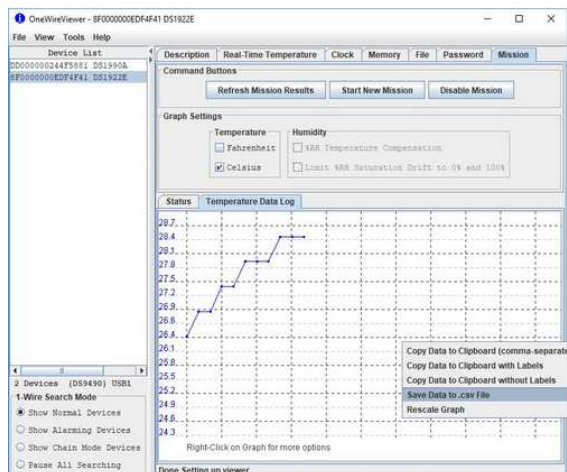 OneWireViewer - 8F0000000EDF4F41 DS1922E
File View Tools Help
Device List
DD000000244F5881 DS1990A
8F0000000EDF4F41 DS1922E
2 Devices (DS9490) USB1
1-Wire Search Mode
Show Normal Devices
Show Alarming Devices
Show Chain Mode Devices
Pause All Searching
Description Real-Time Temperature Clock Memory File Password Mission
Command Buttons
Refresh Mission Results Start New Mission Disable Mission
Graph Settings
Temperature Humidity
Fahrenheit %RH Temperature Compensation
Celsius Limit %RH Saturation Drift to 0% and 100%
Status Temperature Data Log
28.7
28.4
28.1
27.8
27.5
27.2
26.9
26.6
26.4
26.1
25.8
25.5
25.2
24.9
24.6
24.3
Copy Data to Clipboard (comma-separate
Copy Data to Clipboard with Labels
Copy Data to Clipboard without Labels
Save Data to .csv File
Rescale Graph
Right-Click on Graph for more options
Done Setting up viewer